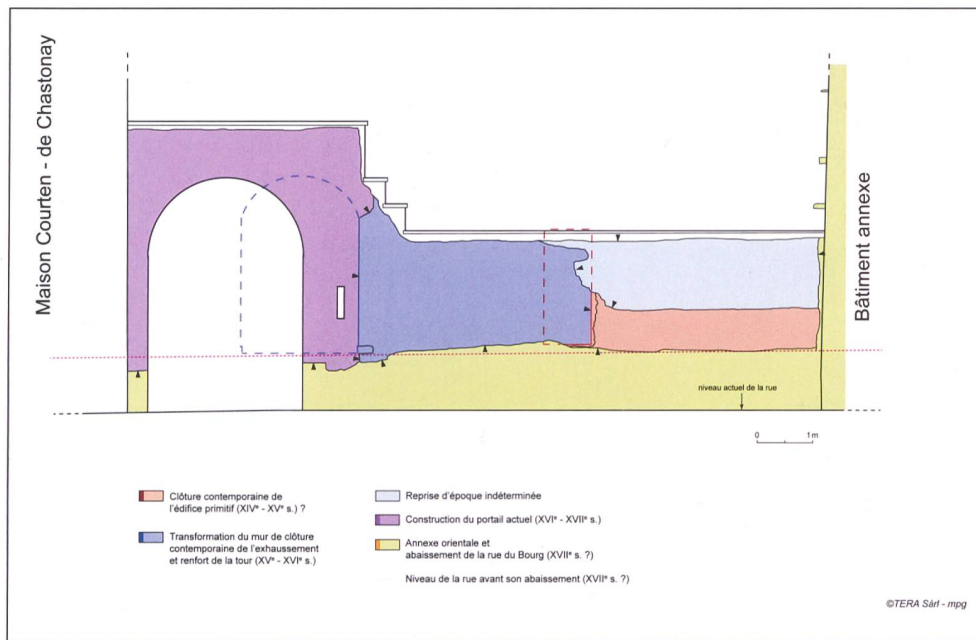 Maison Courten - de Chastonay
Bâtiment annexe
niveau actuel de la rue
0 1m
Clôture contemporaine de
l'édifice primitif (XIVe - XVe s.) ?
Transformation du mur de clôture
contemporaine de l'exhaussement
et renfort de la tour (XVe - XVIe s.)
Reprise d'époque indéterminée
Construction du portail actuel (XVIe - XVIIe s.)
Annexe orientale et
abaissement de la rue du Bourg (XVIIe s. ?)
Niveau de la rue avant son abaissement (XVIIe s. ?)
©TERA Sàrl - mpg